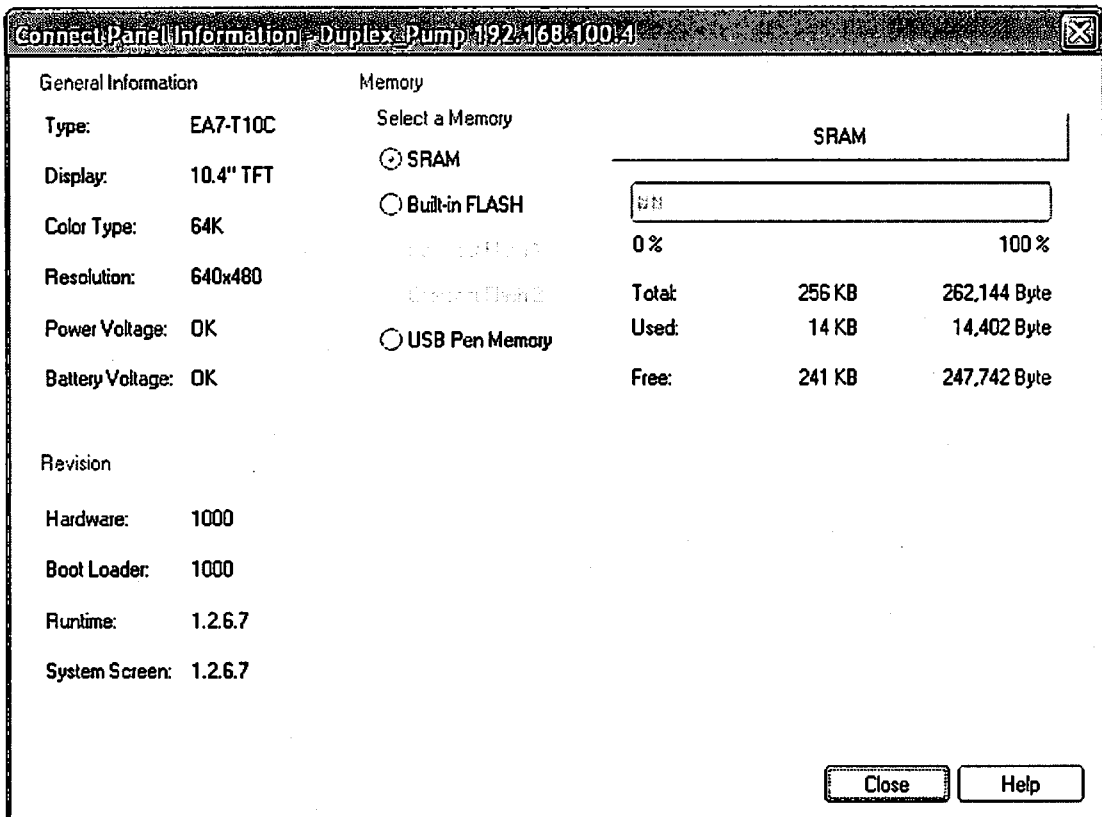 Connect Panel Information - Duplex_Pump 192.168.100.4
General Information
Type: EA7-T10C
Display: 10.4" TFT
Color Type: 64K
Resolution: 640x480
Power Voltage: OK
Battery Voltage: OK
Revision
Hardware: 1000
Boot Loader: 1000
Runtime: 1.2.6.7
System Screen: 1.2.6.7
Memory
Select a Memory
SRAM
Built-in FLASH
USB Pen Memory
SRAM
0 % 100 %
Total: 256 KB 262,144 Byte
Used: 14 KB 14,402 Byte
Free: 241 KB 247,742 Byte
Close Help